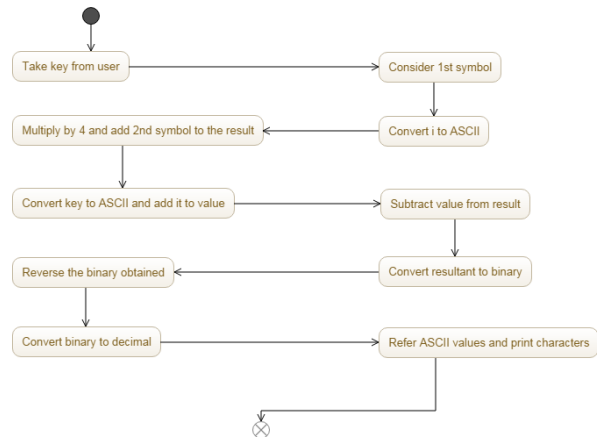 Take key from user
Consider 1st symbol
Convert i to ASCII
Multiply by 4 and add 2nd symbol to the result
Convert key to ASCII and add it to value
Subtract value from result
Convert resultant to binary
Reverse the binary obtained
Convert binary to decimal
Refer ASCII values and print characters